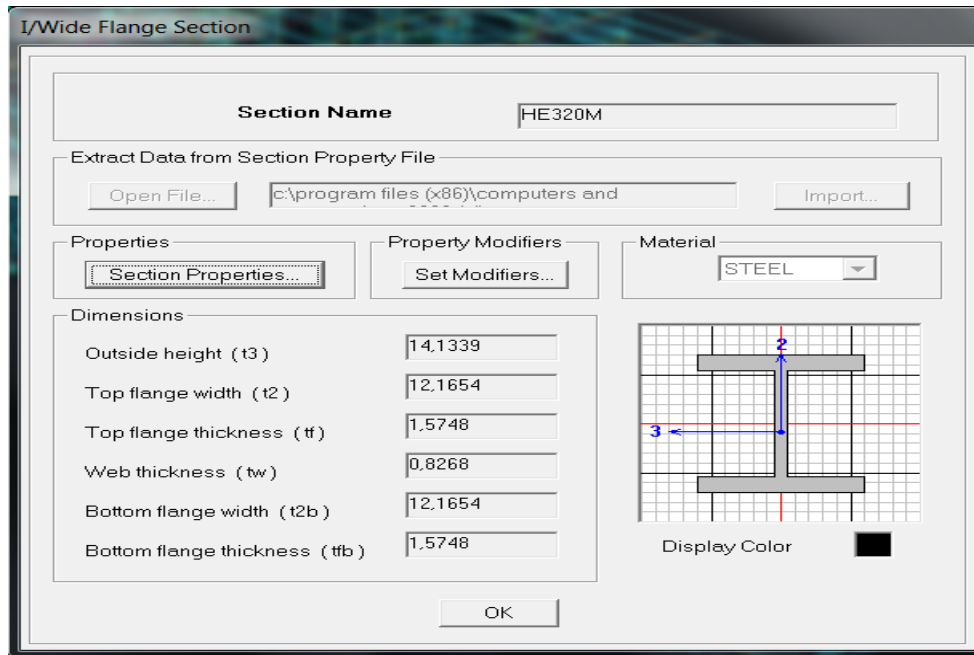 I/Wide Flange Section
Section Name HE320M
Extract Data from Section Property File
Open File... c:\program files (x86)\computers and Import...
Properties Property Modifiers Material
Section Properties... Set Modifiers... STEEL
Dimensions
Outside height (t3) 14,1339
Top flange width (t2) 12,1654
Top flange thickness (tf) 1,5748
Web thickness (tw) 0,8268
Bottom flange width (t2b) 12,1654
Bottom flange thickness (tfb) 1,5748
2
3
Display Color
OK